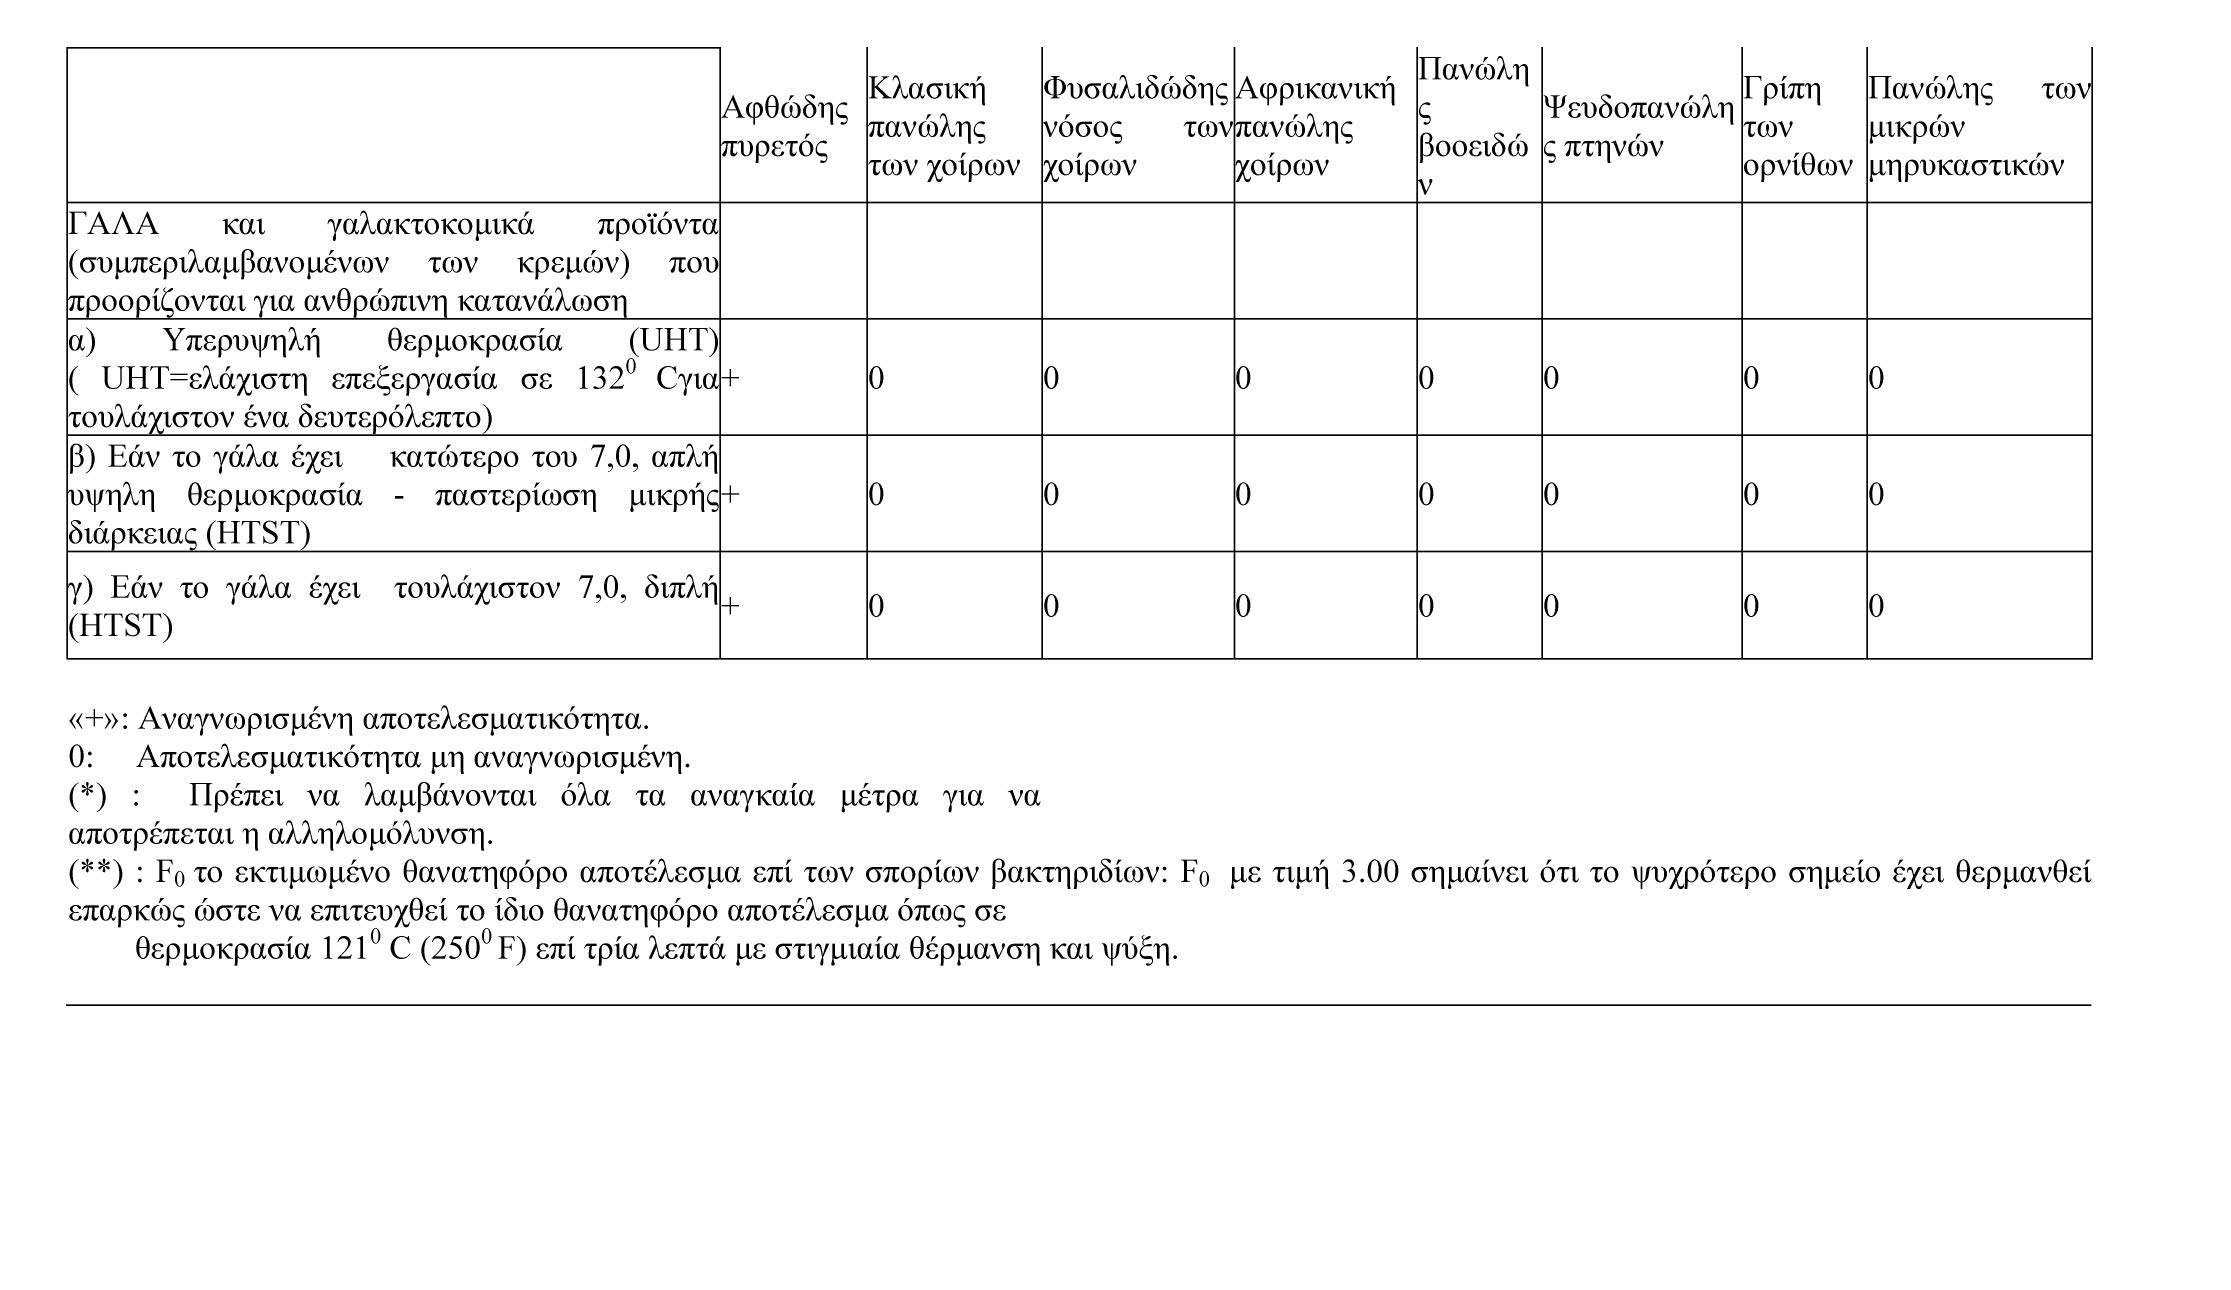 Αφθώδης
πυρετός
Κλασική
πανώλης
των χοίρων
Φυσαλιδώδης
νόσος των
χοίρων
Αφρικανική
πανώλης
χοίρων
Πανώλη
ς
βοοειδώ
ν
Ψευδοπανώλη
ς πτηνών
Γρίπη
των
ορνίθων
Πανώλης των
μικρών
μηρυκαστικών
ΓΑΛΑ και γαλακτοκομικά προϊόντα
(συμπεριλαμβανομένων των κρεμών) που
προορίζονται για ανθρώπινη κατανάλωση
α) Υπερυψηλή θερμοκρασία (UHT)
( UHT=ελάχιστη επεξεργασία σε 132⁰ Cγια
τουλάχιστον ένα δευτερόλεπτο)
+ 0 0 0 0 0 0 0
β) Εάν το γάλα έχει κατώτερο του 7,0, απλή
υψηλη θερμοκρασία - παστερίωση μικρής
διάρκειας (HTST)
+ 0 0 0 0 0 0 0
γ) Εάν το γάλα έχει τουλάχιστον 7,0, διπλή
(HTST)
+ 0 0 0 0 0 0 0
«+»: Αναγνωρισμένη αποτελεσματικότητα.
0: Αποτελεσματικότητα μη αναγνωρισμένη.
(*) : Πρέπει να λαμβάνονται όλα τα αναγκαία μέτρα για να
αποτρέπεται η αλληλομόλυνση.
(**) : F₀ το εκτιμωμένο θανατηφόρο αποτέλεσμα επί των σπορίων βακτηριδίων: F₀ με τιμή 3.00 σημαίνει ότι το ψυχρότερο σημείο έχει θερμανθεί
επαρκώς ώστε να επιτευχθεί το ίδιο θανατηφόρο αποτέλεσμα όπως σε
θερμοκρασία 121⁰ C (250⁰ F) επί τρία λεπτά με στιγμιαία θέρμανση και ψύξη.